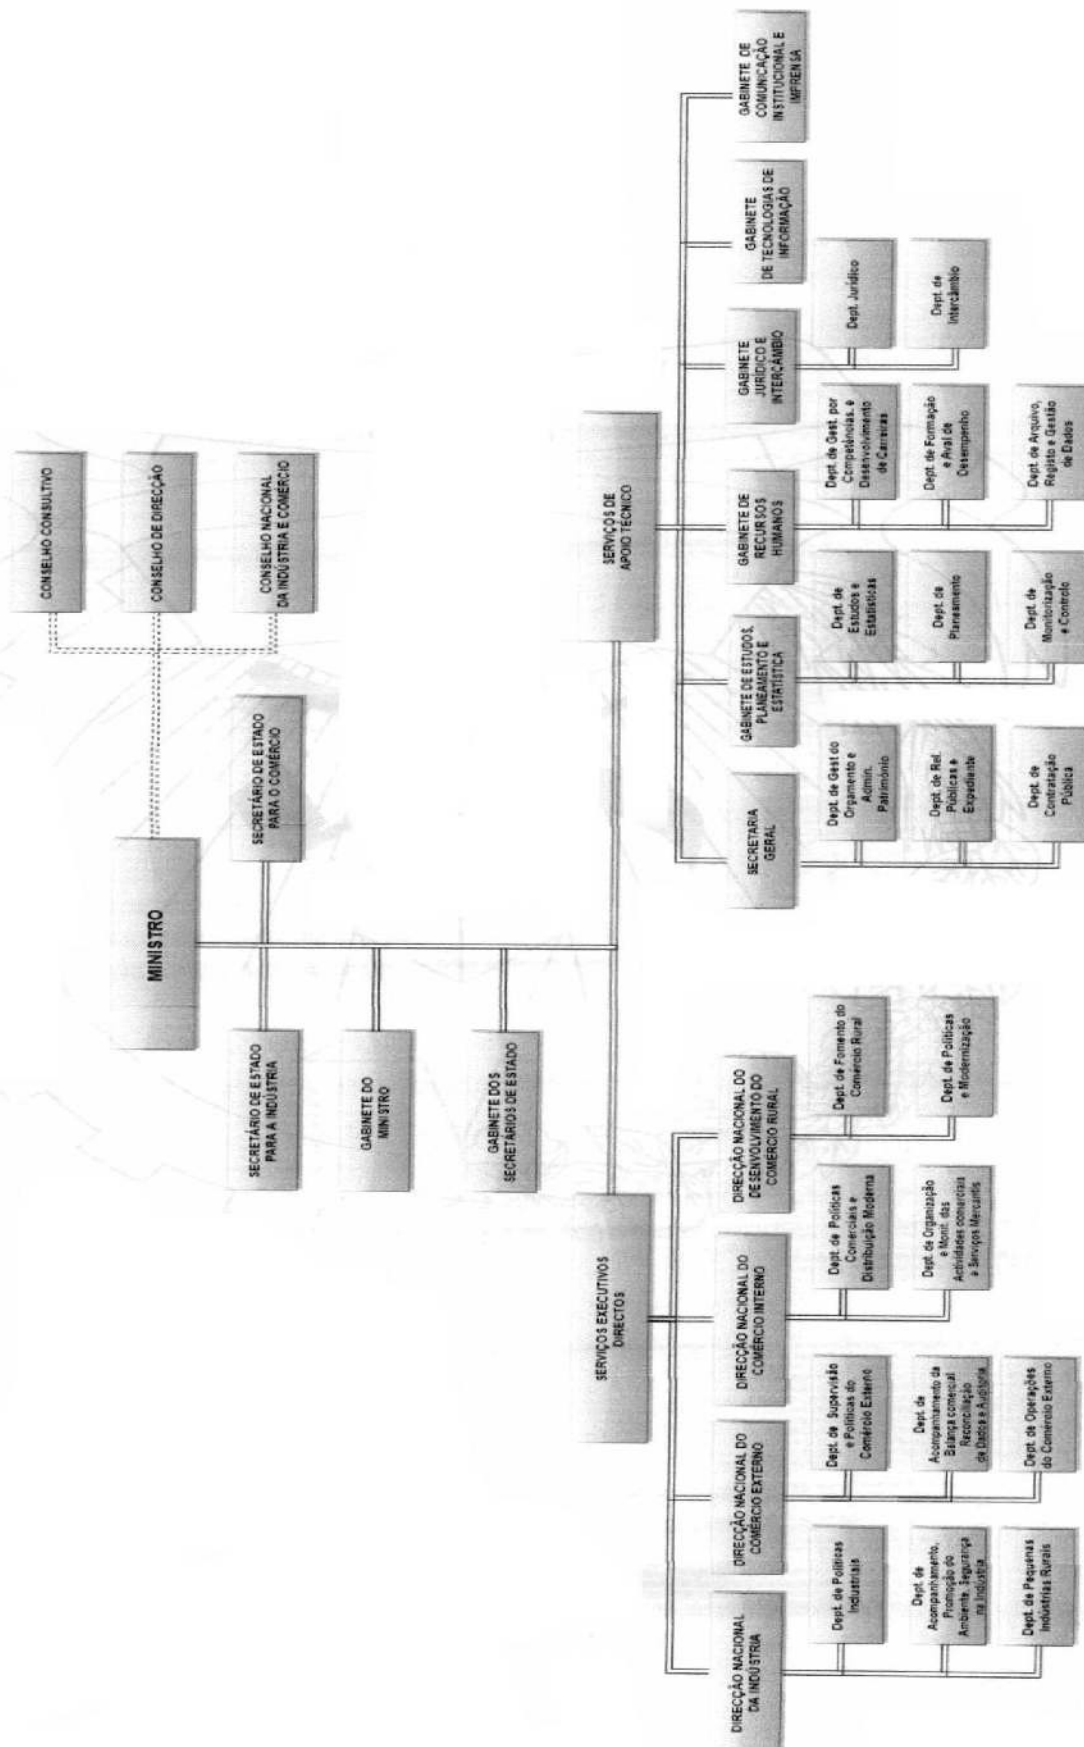 CONSELHO CONSULTIVO
CONSELHO DE DIRECÇÃO
CONSELHO NACIONAL
DA INDÚSTRIA E COMÉRCIO
MINISTRO
SECRETÁRIO DE ESTADO
PARA A INDÚSTRIA
SECRETÁRIO DE ESTADO
PARA O COMÉRCIO
GABINETE DO
MINISTRO
GABINETE DOS
SECRETÁRIOS DE ESTADO
SERVIÇOS EXECUTIVOS
DIRECTOS
SERVIÇOS DE
APOIO TÉCNICO
DIRECÇÃO NACIONAL
DA INDÚSTRIA
Dept. de Políticas
Industriais
Dept. de
Acompanhamento,
Promoção do
Ambiente, Segurança
na Indústria
Dept. de Pequenas
Indústrias Rurais
DIRECÇÃO NACIONAL DO
COMÉRCIO EXTERNO
Dept. de Supervisão
e Políticas do
Comércio Externo
Dept. de
Acompanhamento da
Balança comercial
Reconciliação
de Dados e Auditoria
Dept. de Operações
do Comércio Externo
DIRECÇÃO NACIONAL DO
COMÉRCIO INTERNO
Dept. de Políticas
Comerciais e
Distribuição Moderna
Dept. de Organização
e Monit. das
Actividades comerciais
e Serviços Mercantis
DIRECÇÃO NACIONAL DO
DESENVOLVIMENTO DO
COMÉRCIO RURAL
Dept. de Fomento do
Comércio Rural
Dept. de Políticas
e Modernização
SECRETARIA
GERAL
Dept. de Gest do
Orçamento e
Admin.
Património
Dept. de Rel.
Públicas e
Expediente
Dept. de
Contratação
Pública
GABINETE DE ESTUDOS,
PLANEAMENTO E
ESTATÍSTICA
Dept. de
Estudos e
Estatísticas
Dept. de
Planeamento
Dept. de
Monitorização
e Controlo
GABINETE DE
RECURSOS
HUMANOS
Dept. de Gest. por
Competências. e
Desenvolvimento
de Carreiras
Dept. de Formação
e Aval de
Desempenho
Dept. de Arquivo,
Registo e Gestão
de Dados
GABINETE
JURÍDICO E
INTERCÂMBIO
Dept. Jurídico
Dept. de
Intercâmbio
GABINETE
DE TECNOLOGIAS DE
INFORMAÇÃO
GABINETE DE
COMUNICAÇÃO
INSTITUCIONAL E
IMPRENSA